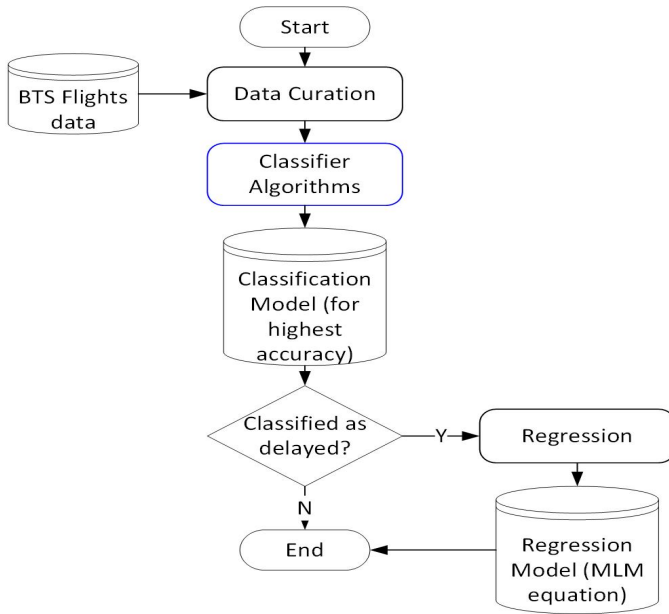 Start
BTS Flights
data
Data Curation
Classifier
Algorithms
Classification
Model (for
highest
accuracy)
Classified as
delayed?
Y
Regression
N
End
Regression
Model (MLM
equation)